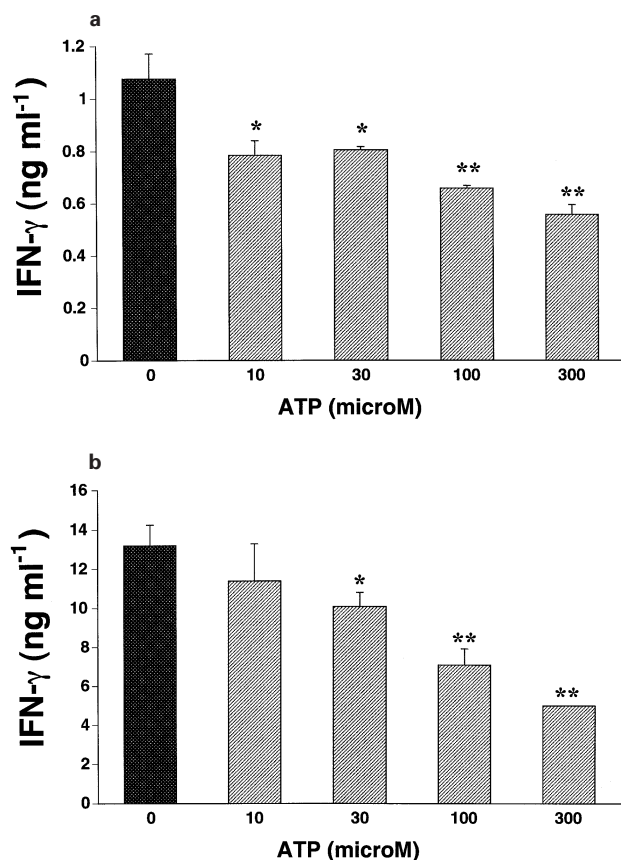 a
1.2
1
0.8
0.6
0.4
0.2
0
IFN-γ (ng ml⁻¹)
* * ** **
0 10 30 100 300
ATP (microM)
b
16
14
12
10
8
6
4
2
0
IFN-γ (ng ml⁻¹)
* ** **
0 10 30 100 300
ATP (microM)